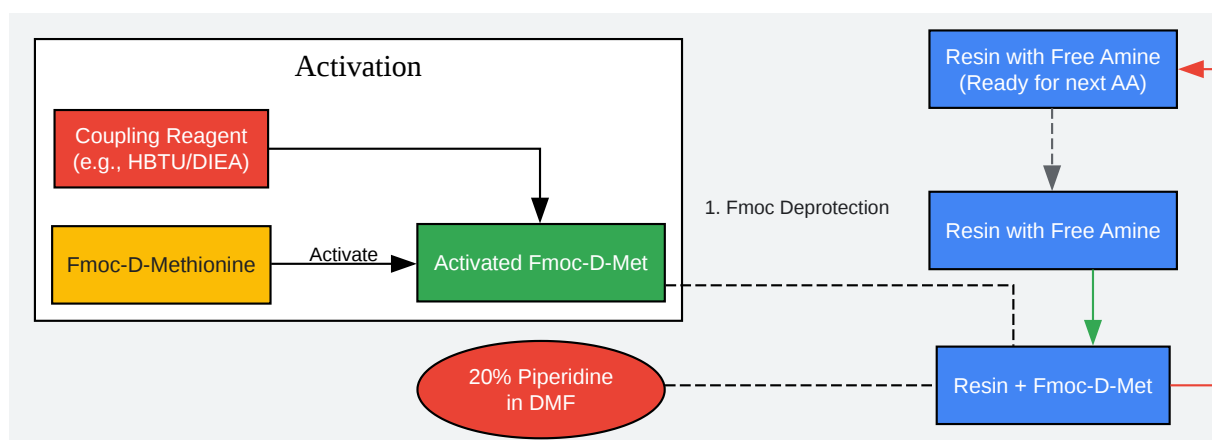 Activation
Coupling Reagent
(e.g., HBTU/DIEA)
Fmoc-D-Methionine
Activate
Activated Fmoc-D-Met
20% Piperidine
in DMF
1. Fmoc Deprotection
Resin with Free Amine
(Ready for next AA)
Resin with Free Amine
Resin + Fmoc-D-Met